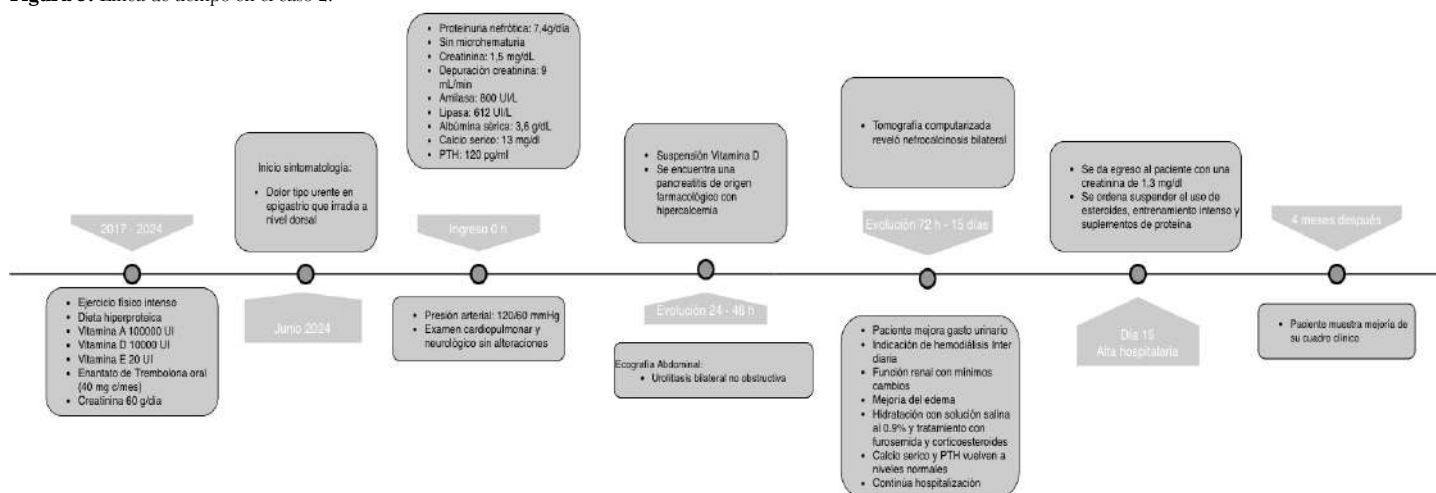 Figura 3. Línea de tiempo en el caso 2.
2017 - 2024
• Ejercicio físico intenso
• Dieta hiperproteica
• Vitamina A 100000 UI
• Vitamina D 10000 UI
• Vitamina E 20 UI
• Enantato de Trembolona oral
(40 mg c/mes)
• Creatinina 60 g/dia
Inicio sintomatología:
• Dolor tipo urente en
epigastrio que irradia a
nivel dorsal
Junio 2024
• Proteinuria nefrótica: 7,4g/día
• Sin microhematuria
• Creatinina: 1,5 mg/dL
• Depuración creatinina: 9
mL/min
• Amilasa: 800 UI/L
• Lipasa: 612 UI/L
• Albúmina sérica: 3,6 g/dL
• Calcio serico: 13 mg/dl
• PTH: 120 pg/ml
Ingreso 0 h
• Presión arterial: 120/60 mmHg
• Examen cardiopulmonar y
neurológico sin alteraciones
• Suspensión Vitamina D
• Se encuentra una
pancreatitis de origen
farmacológico con
hipercalcemia
Evolución 24 - 48 h
Ecografía Abdominal:
• Urolitiasis bilateral no obstructiva
• Tomografía computarizada
reveló nefrocalcinosis bilateral
Evolución 72 h - 15 días
• Paciente mejora gasto urinario
• Indicación de hemodiálisis Inter
diaria
• Función renal con mínimos
cambios
• Mejoría del edema
• Hidratación con solución salina
al 0.9% y tratamiento con
furosemida y corticoesteroides
• Calcio serico y PTH vuelven a
niveles normales
• Continúa hospitalización
• Se da egreso al paciente con una
creatinina de 1,3 mg/dl
• Se ordena suspender el uso de
esteroides, entrenamiento intenso y
suplementos de proteína
Día 15
Alta hospitalaria
4 meses después
• Paciente muestra mejoría de
su cuadro clínico